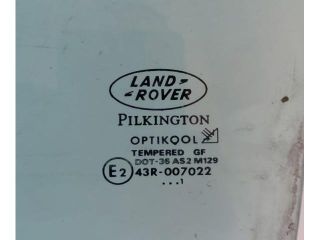 LAND
ROVER
PILKINGTON
OPTIKOOL
TEMPERED GF
DOT-36 AS2 M129
E2 43R-007022
...1